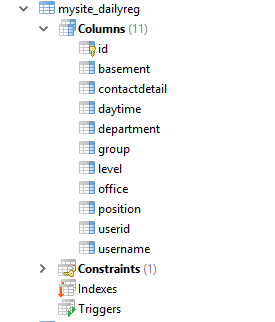 mysite_dailyreg
Columns (11)
id
basement
contactdetail
daytime
department
group
level
office
position
userid
username
Constraints (1)
Indexes
Triggers